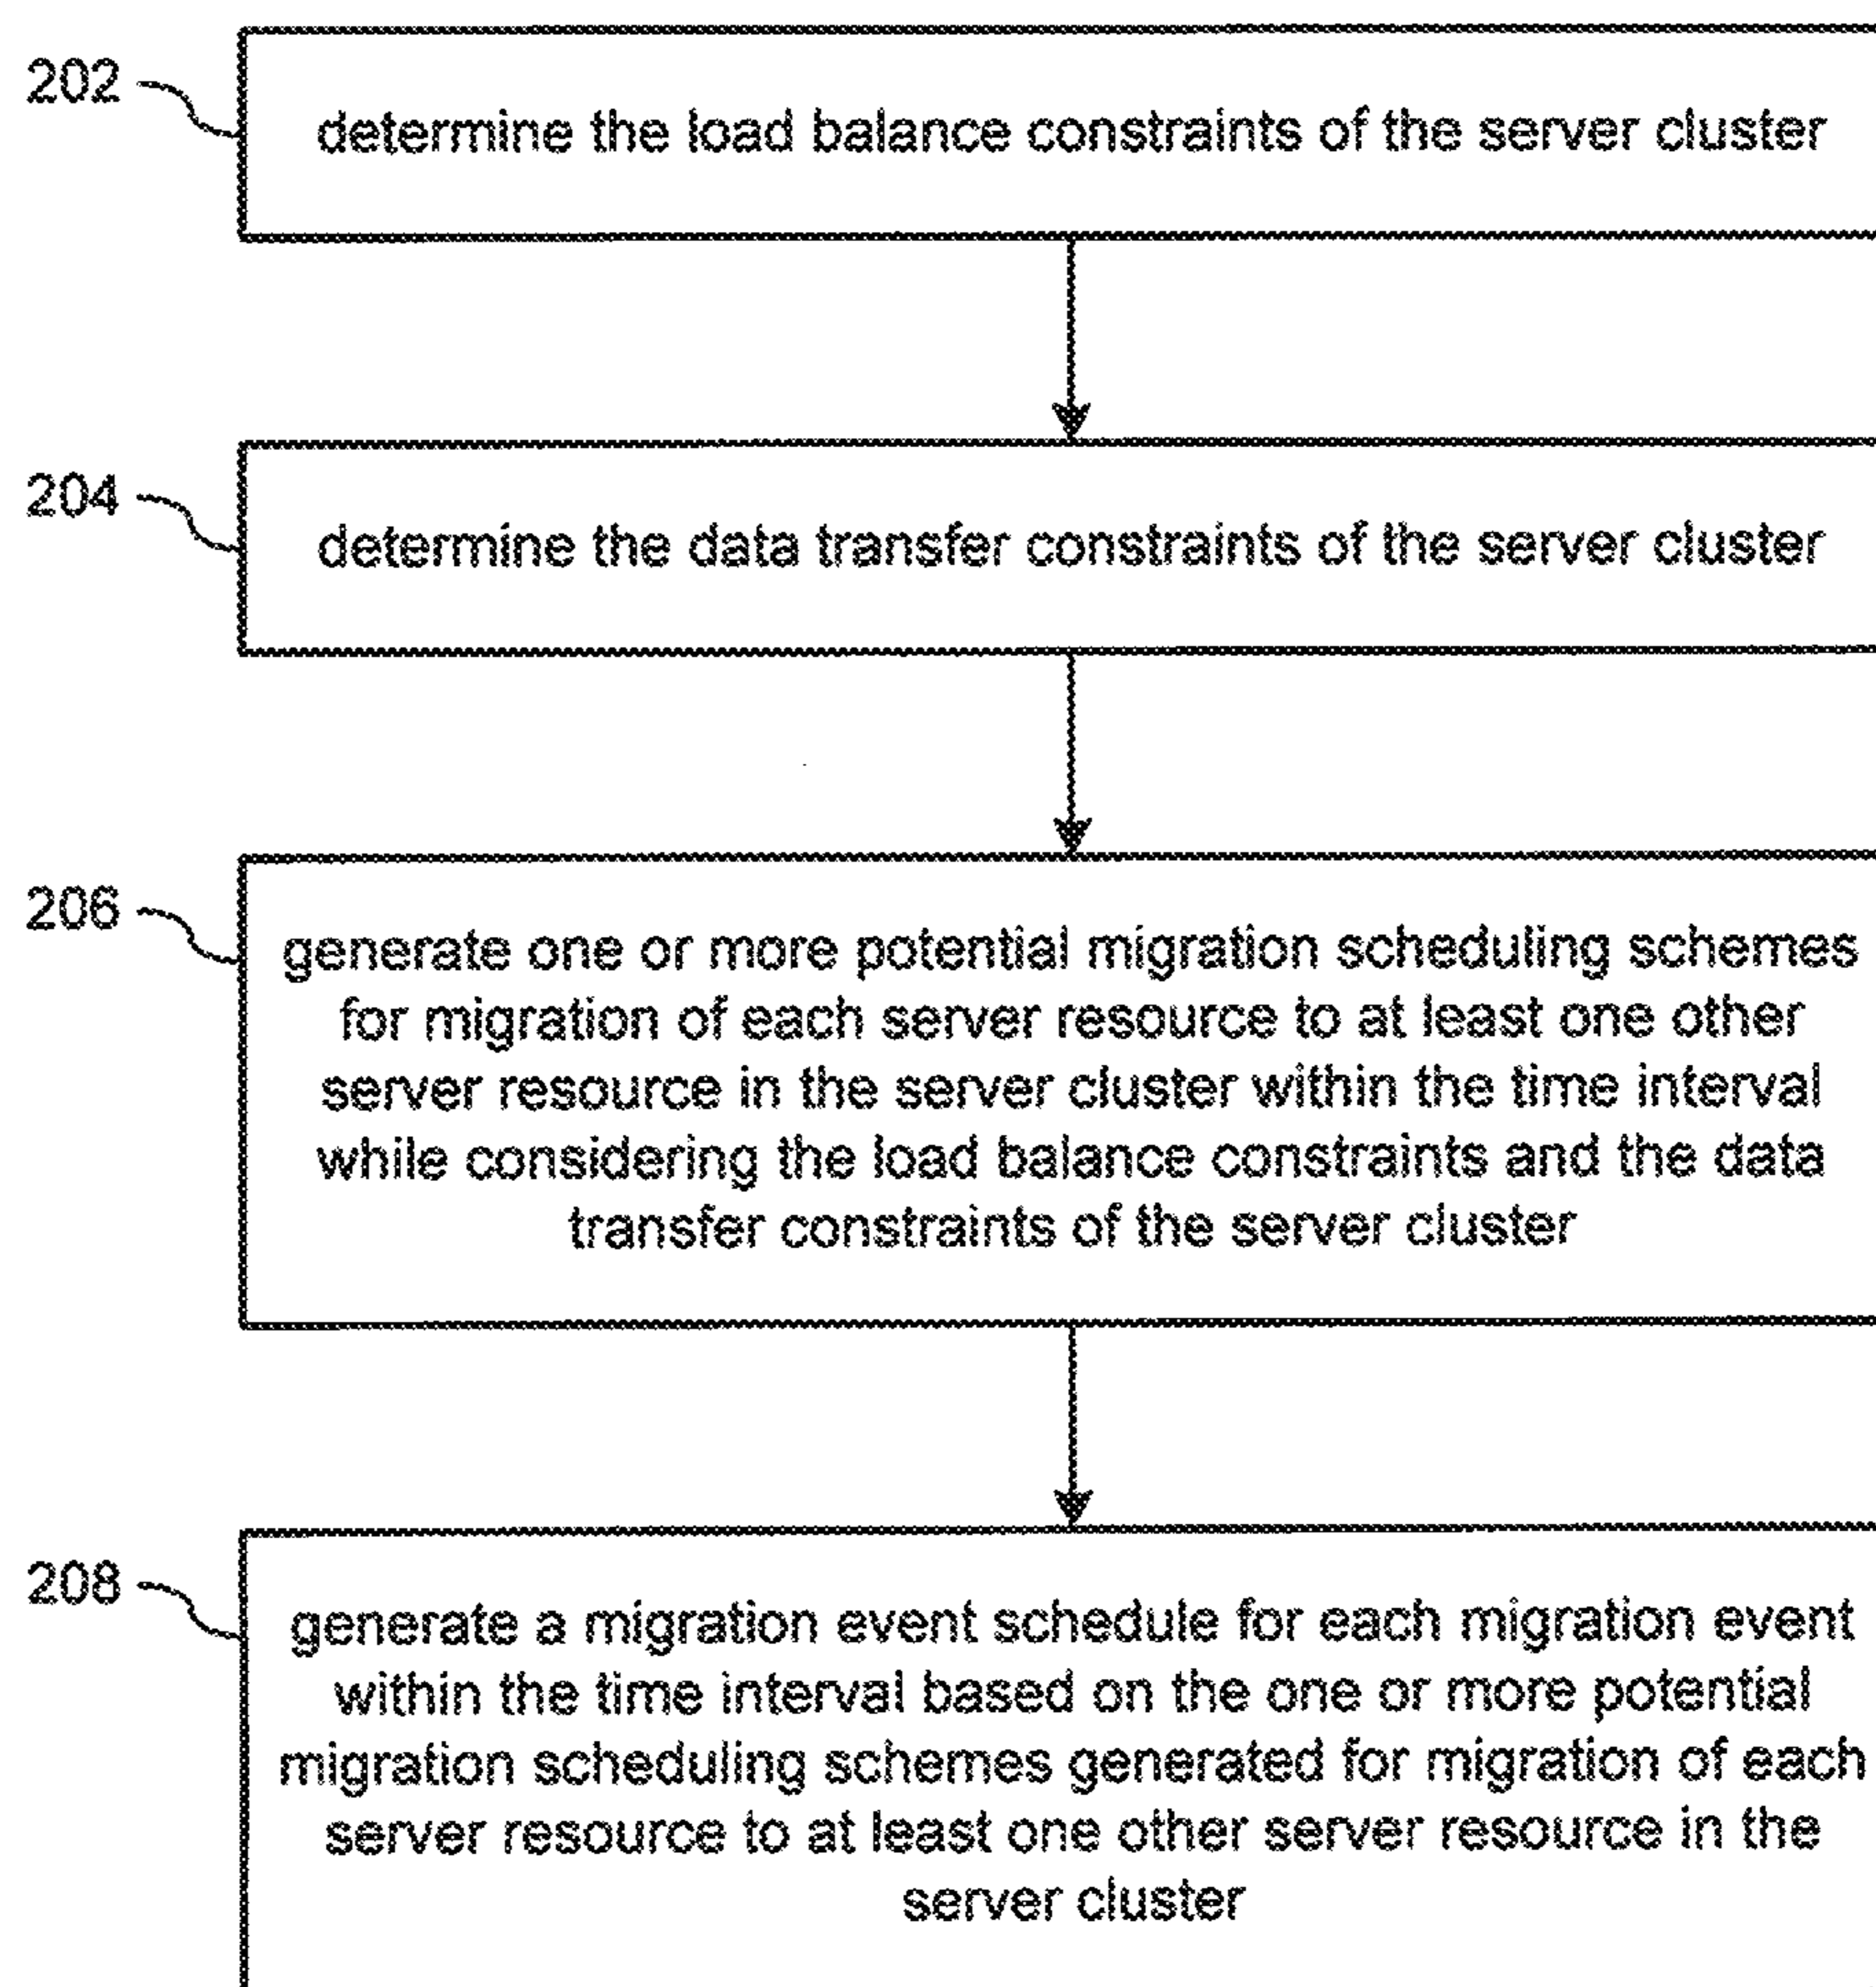 202
determine the load balance constraints of the server cluster
204
determine the data transfer constraints of the server cluster
206
generate one or more potential migration scheduling schemes
for migration of each server resource to at least one other
server resource in the server cluster within the time interval
while considering the load balance constraints and the data
transfer constraints of the server cluster
208
generate a migration event schedule for each migration event
within the time interval based on the one or more potential
migration scheduling schemes generated for migration of each
server resource to at least one other server resource in the
server cluster